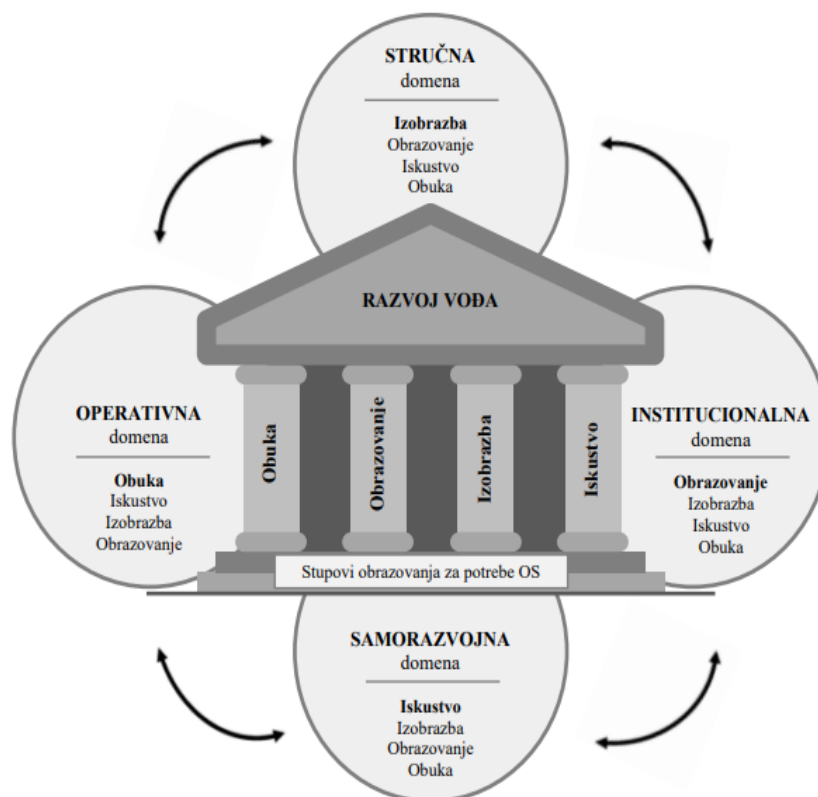 STRUČNA
domena
Izobrazba
Obrazovanje
Iskustvo
Obuka
RAZVOJ VOĐA
OPERATIVNA
domena
Obuka
Iskustvo
Izobrazba
Obrazovanje
Obuka
Obrazovanje
Izobrazba
Iskustvo
INSTITUCIONALNA
domena
Obrazovanje
Izobrazba
Iskustvo
Obuka
Stupovi obrazovanja za potrebe OS
SAMORAZVOJNA
domena
Iskustvo
Izobrazba
Obrazovanje
Obuka